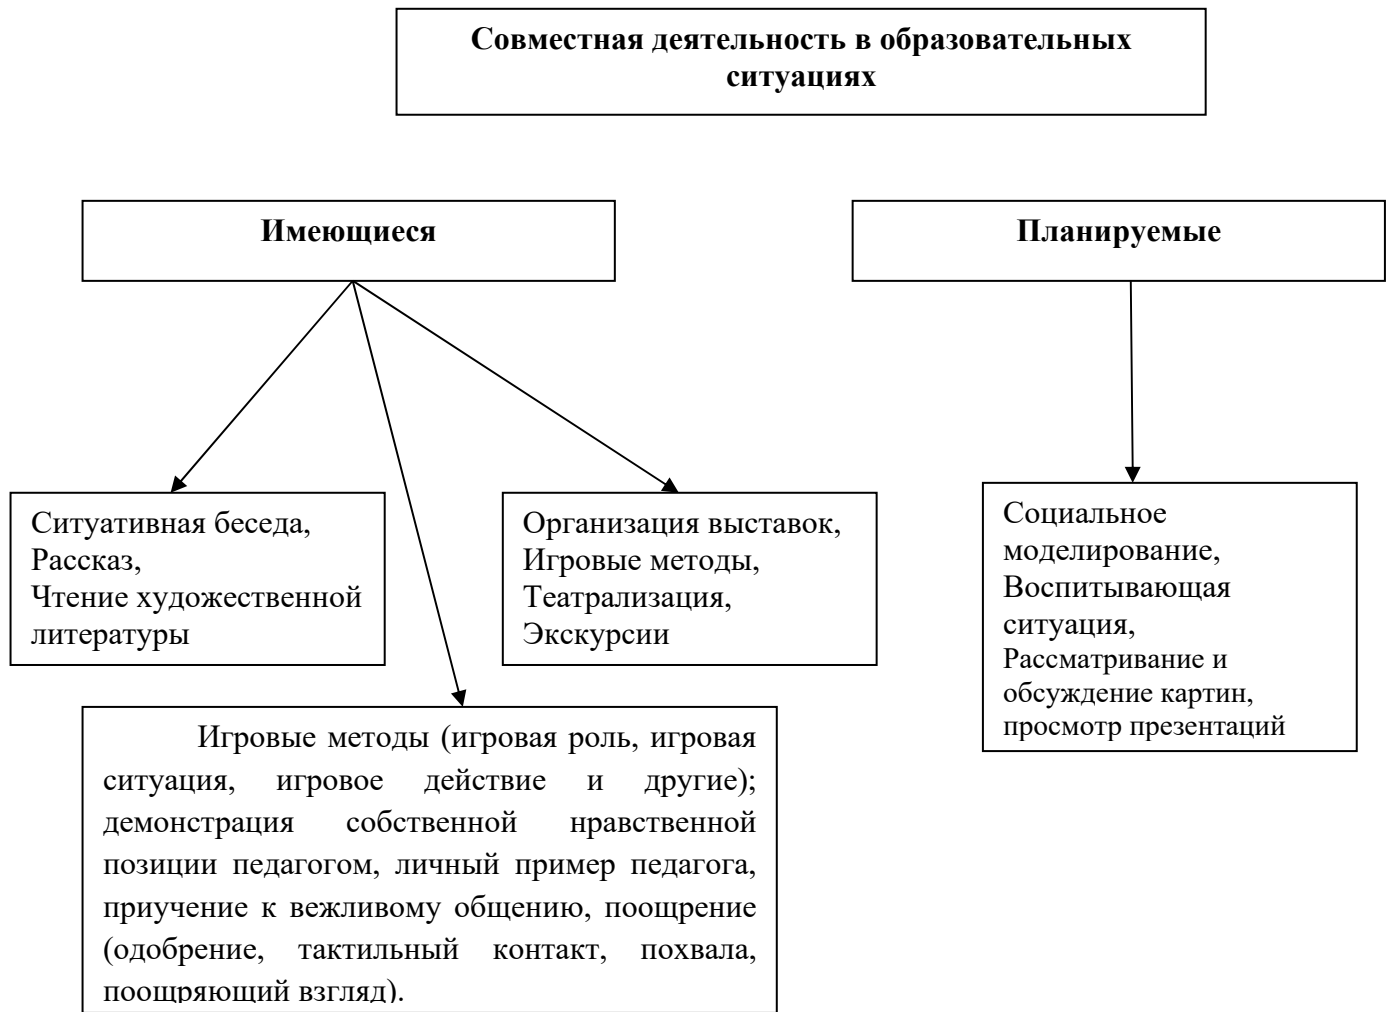 Совместная деятельность в образовательных
ситуациях
Имеющиеся
Планируемые
Ситуативная беседа,
Рассказ,
Чтение художественной
литературы
Организация выставок,
Игровые методы,
Театрализация,
Экскурсии
Социальное
моделирование,
Воспитывающая
ситуация,
Рассматривание и
обсуждение картин,
просмотр презентаций
Игровые методы (игровая роль, игровая
ситуация, игровое действие и другие);
демонстрация собственной нравственной
позиции педагогом, личный пример педагога,
приучение к вежливому общению, поощрение
(одобрение, тактильный контакт, похвала,
поощряющий взгляд).